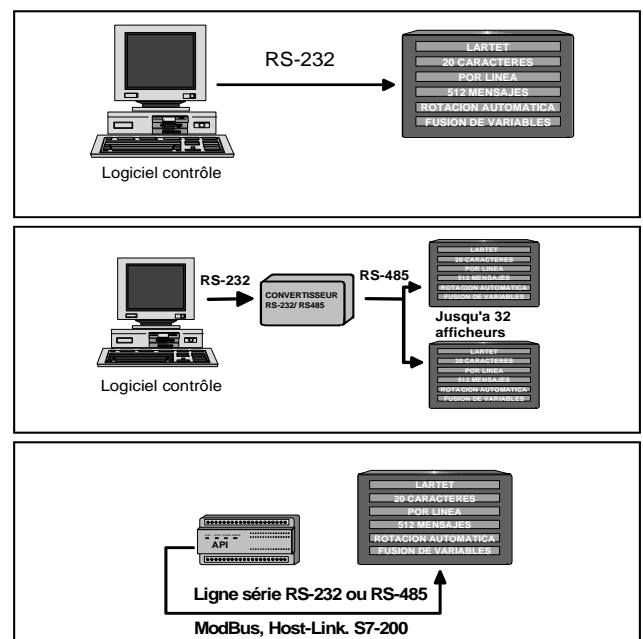 RS-232
LARTET
20 CARACTERES
POR LINEA
512 MENSAJES
ROTACION AUTOMATICA
FUSION DE VARIABLES
Logiciel contrôle
RS-232
CONVERTISSEUR
RS-232/ RS485
RS-485
LARTET
20 CARACTERES
POR LINEA
512 MENSAJES
ROTACION AUTOMATICA
FUSION DE VARIABLES
Jusqu'a 32
afficheurs
LARTET
20 CARACTERES
POR LINEA
512 MENSAJES
ROTACION AUTOMATICA
FUSION DE VARIABLES
Logiciel contrôle
LARTET
20 CARACTERES
POR LINEA
512 MENSAJES
ROTACION AUTOMATICA
FUSION DE VARIABLES
API
Ligne série RS-232 ou RS-485
ModBus, Host-Link. S7-200